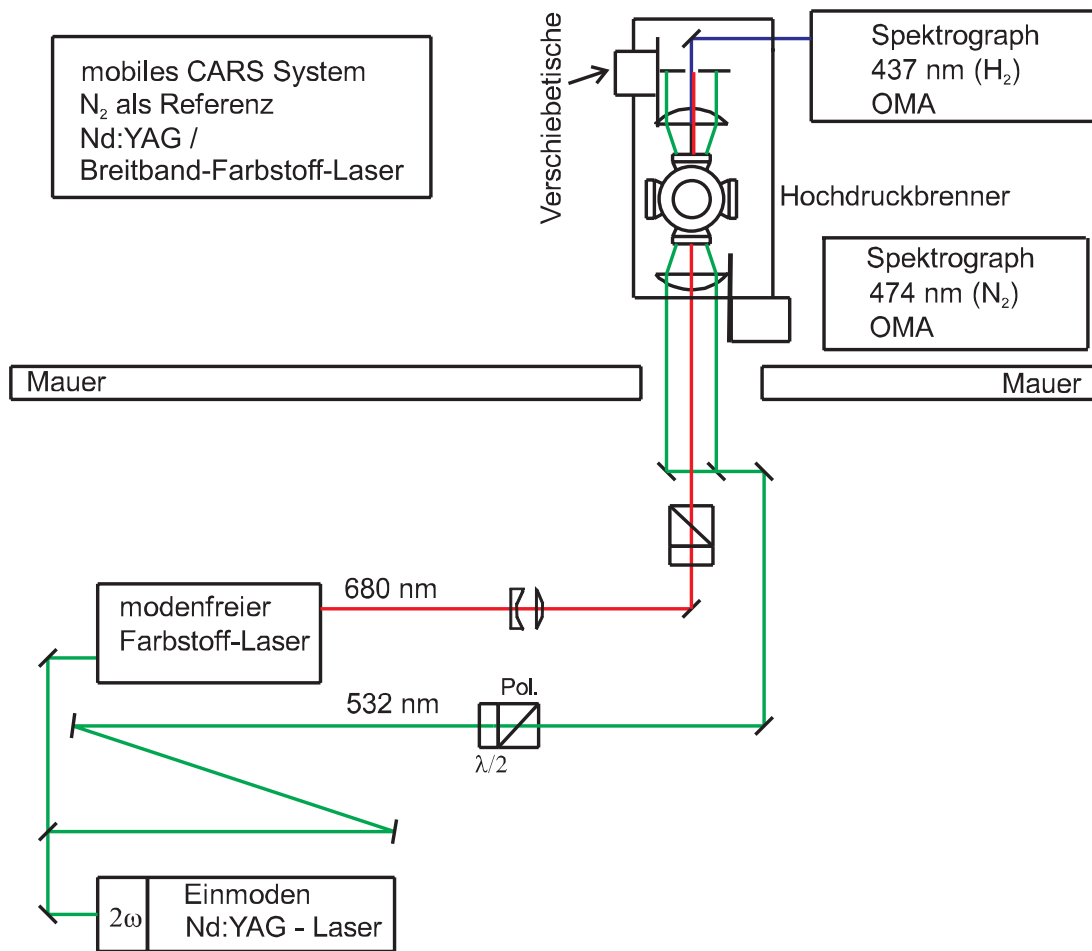 mobiles CARS System
N₂ als Referenz
Nd:YAG /
Breitband-Farbstoff-Laser
Verschiebetische
Spektrograph
437 nm (H₂)
OMA
Hochdruckbrenner
Spektrograph
474 nm (N₂)
OMA
Mauer
Mauer
680 nm
modenfreier
Farbstoff-Laser
Pol.
532 nm
λ/2
2ω
Einmoden
Nd:YAG - Laser